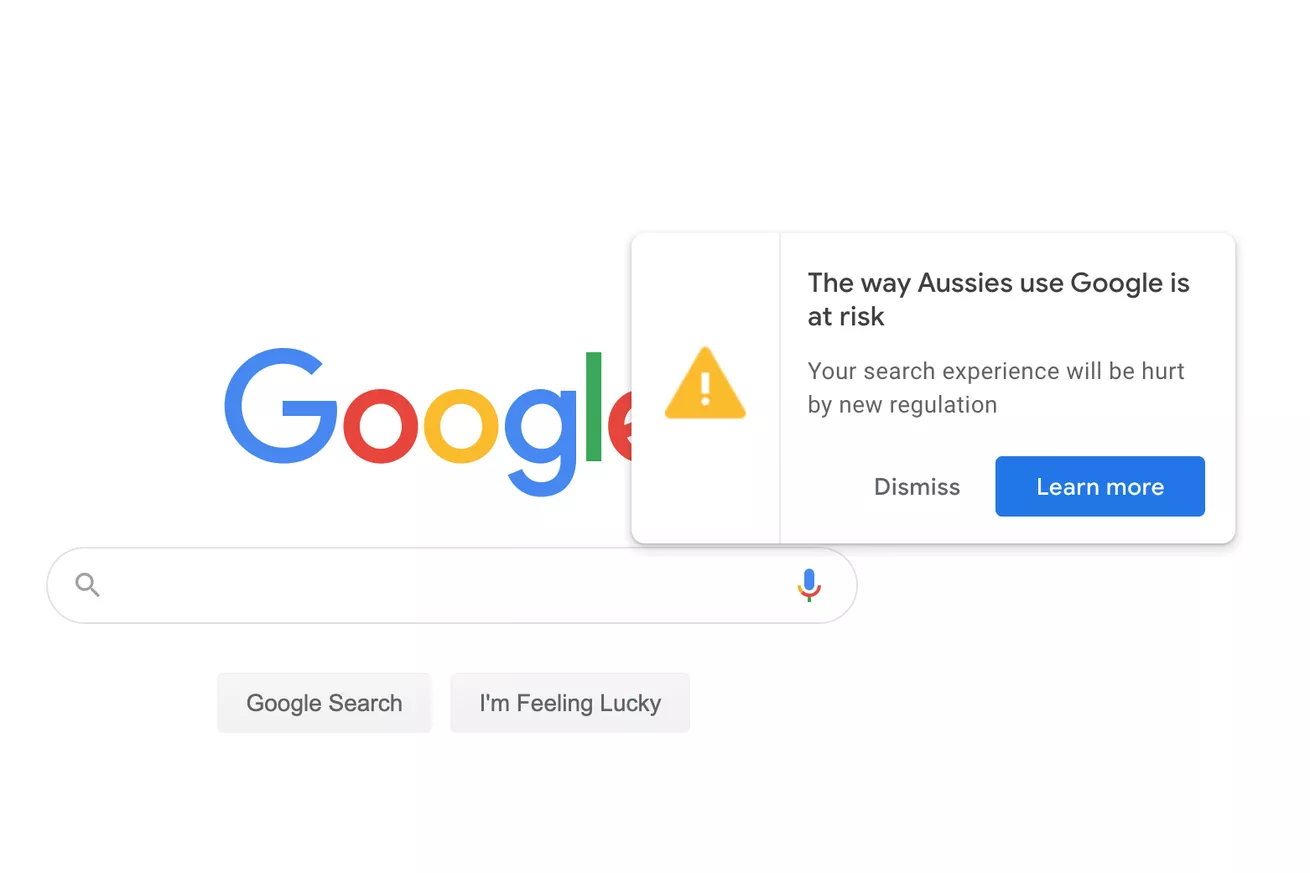 Google
The way Aussies use Google is
at risk
Your search experience will be hurt
by new regulation
Dismiss
Learn more
Google Search
I'm Feeling Lucky